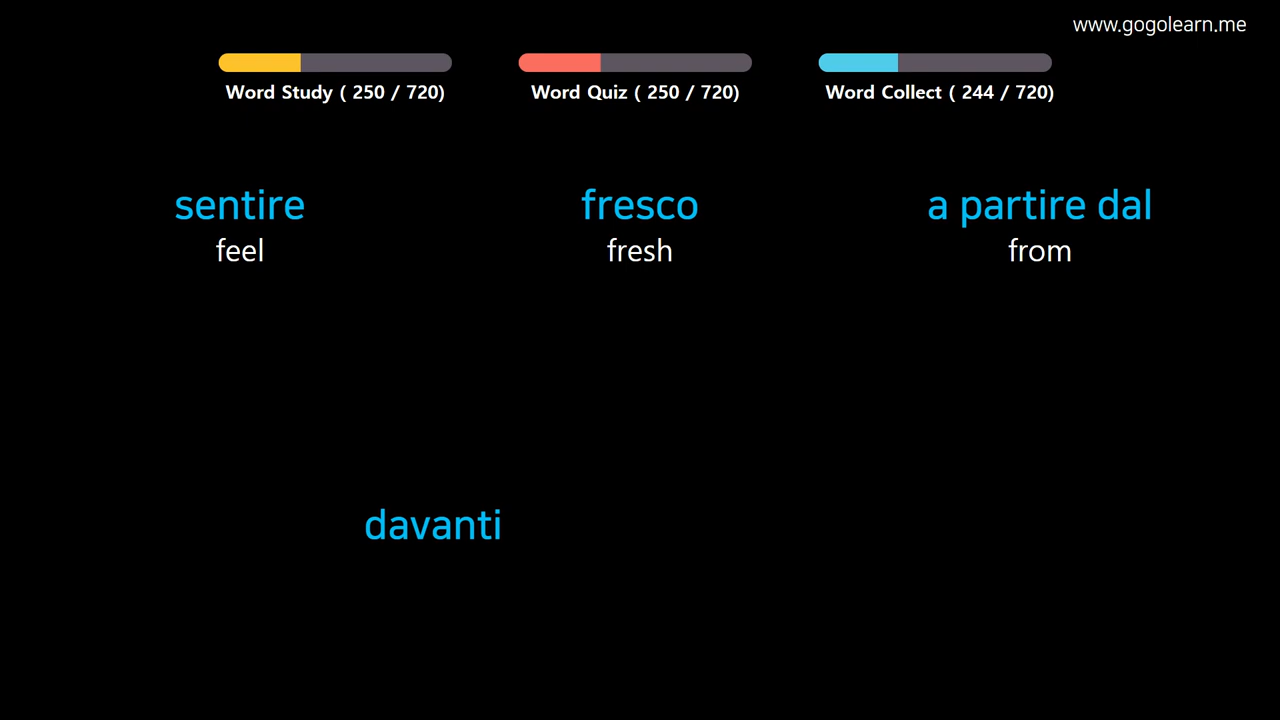 www.gogolearn.me
Word Study ( 250 / 720)
Word Quiz ( 250 / 720)
Word Collect ( 244 / 720)
sentire
feel
fresco
fresh
a partire dal
from
davanti